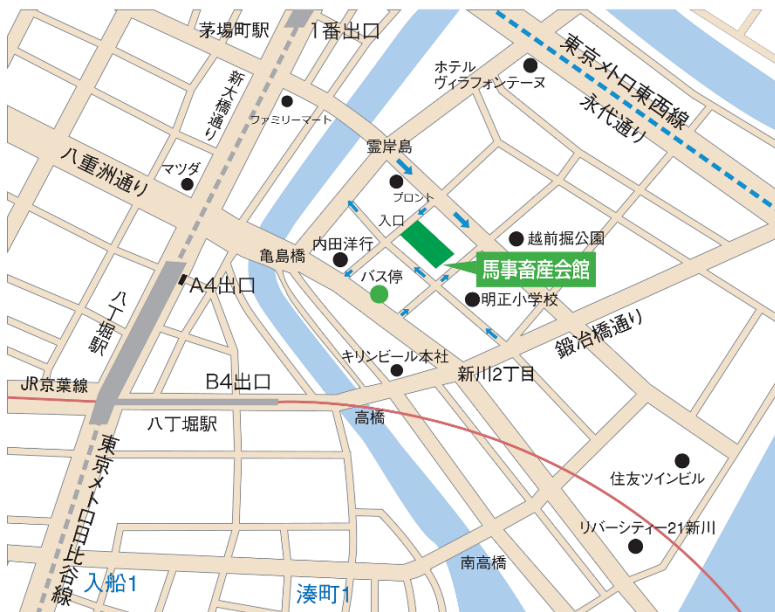 茅場町駅
1番出口
新大橋通り
ファミリーマート
ホテル
ヴィラフォンテーヌ
東京メトロ東西線
永代通り
八重洲通り
マツダ
霊岸島
プロント
入口
越前堀公園
亀島橋
内田洋行
馬事畜産会館
バス停
A4出口
明正小学校
八丁堀駅
鍛冶橋通り
キリンビール本社
新川2丁目
JR京葉線
B4出口
八丁堀駅
高橋
東京メトロ日比谷線
住友ツインビル
リバーシティー21新川
南高橋
入船1
湊町1